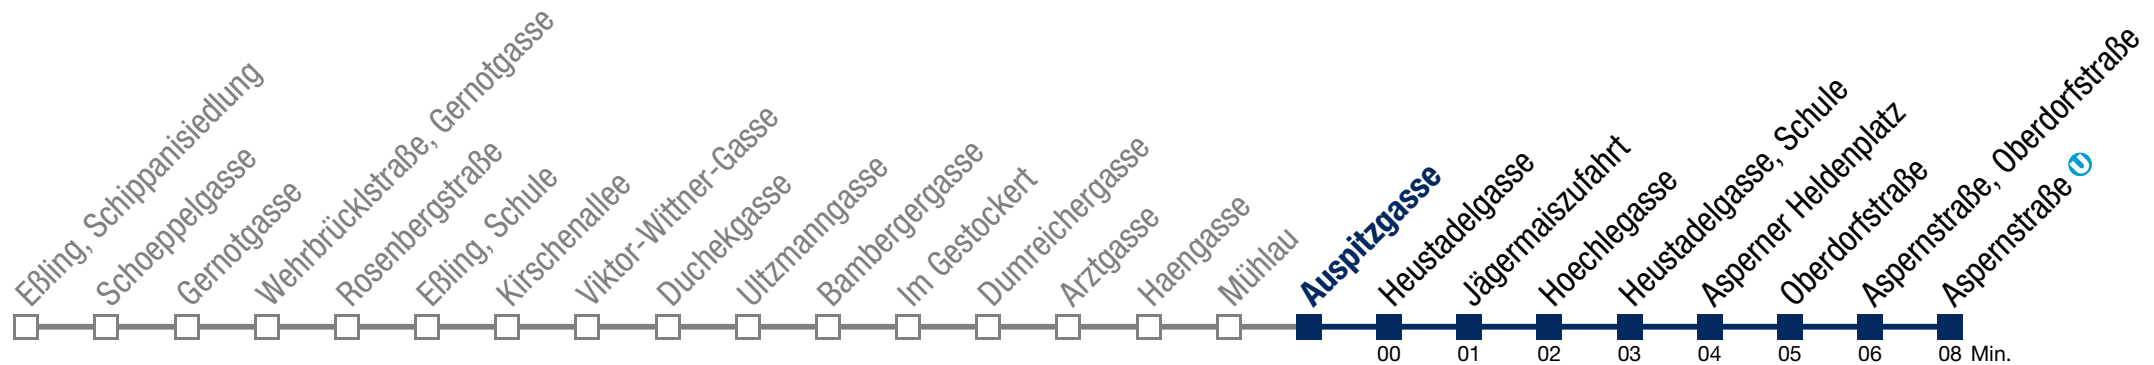 Eßling, Schippanisiedlung
Schoeppelgasse
Gernotgasse
Wehrbrücklstraße, Gernotgasse
Rosenbergstraße
Eßling, Schule
Kirschenallee
Viktor-Wittner-Gasse
Duchekgasse
Ultzmanngasse
Bambergergasse
Im Gestockert
Dumreichergasse
Arztgasse
Haengasse
Mühlau
Auspitzgasse
Heustadelgasse
Jägermaiszufahrt
Hoechlegasse
Heustadelgasse, Schule
Asperner Heldenplatz
Oberdorfstraße
Aspernstraße, Oberdorfstraße
Aspernstraße U
00 01 02 03 04 05 06 08 Min.